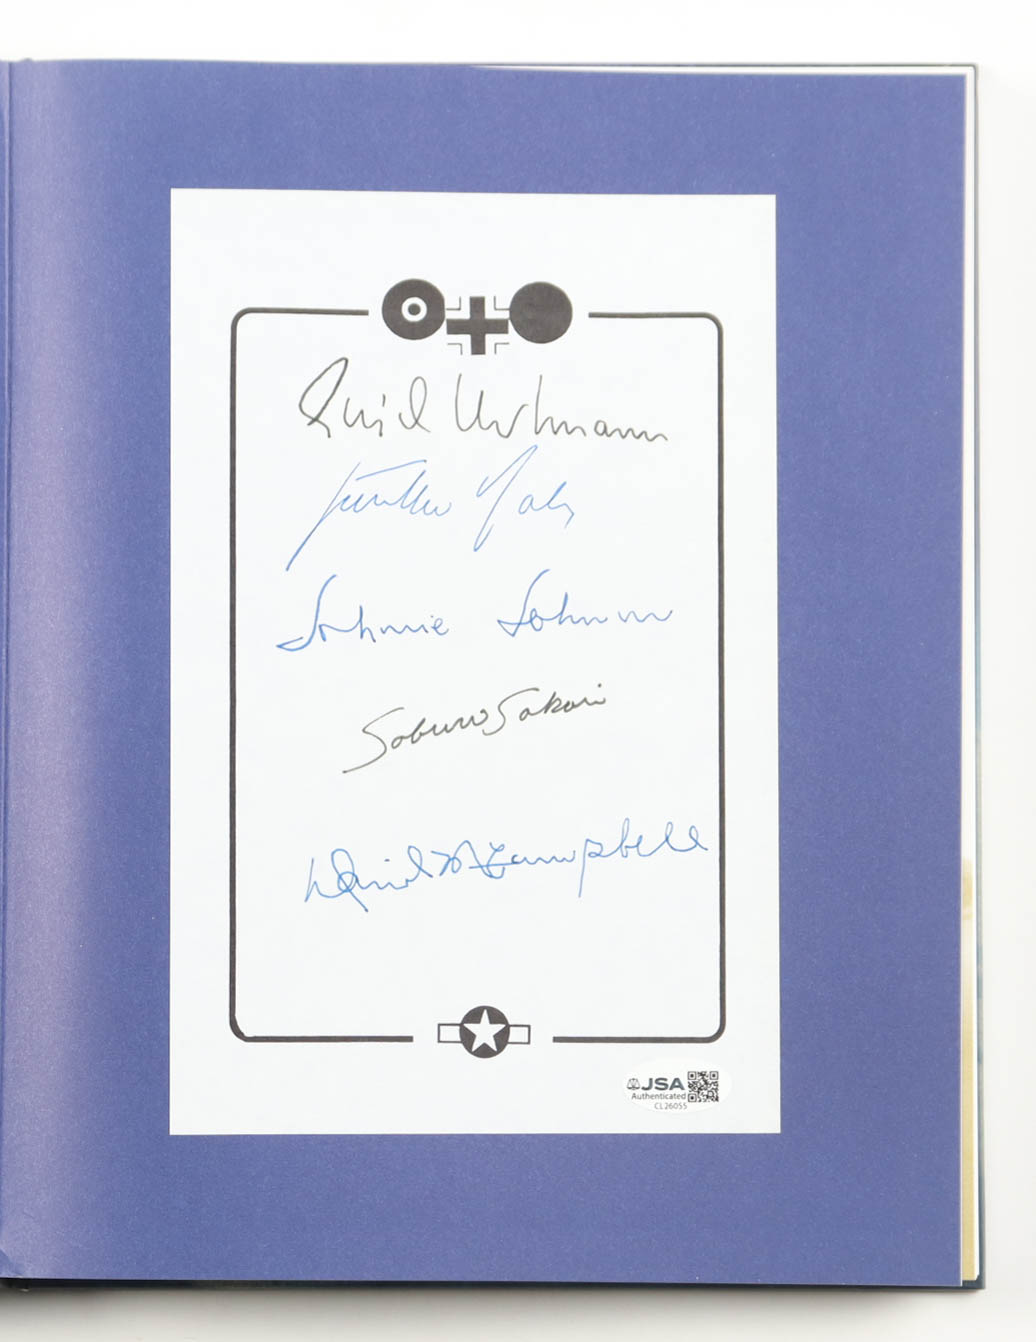 Erich Hartmann
Günther Rall
Johnnie Johnson
Saburo Sakai
David McCampbell
JSA
Authenticated
CL26055